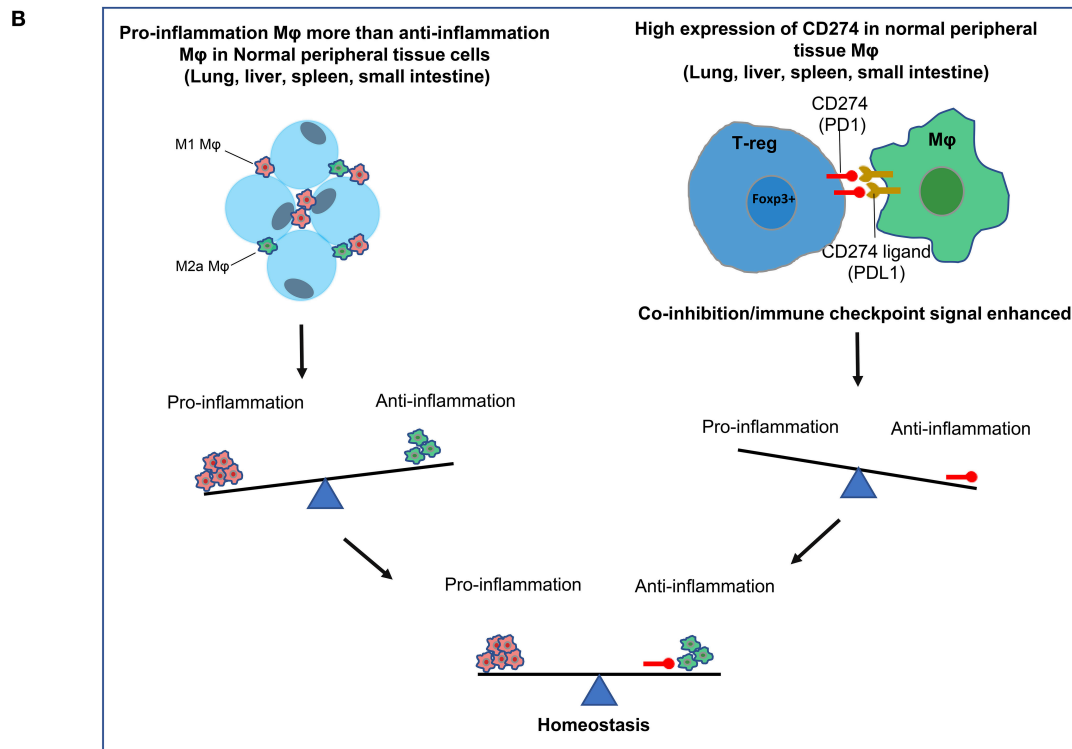 B
Pro-inflammation Mφ more than anti-inflammation
Mφ in Normal peripheral tissue cells
(Lung, liver, spleen, small intestine)
M1 Mφ
M2a Mφ
Pro-inflammation
Anti-inflammation
High expression of CD274 in normal peripheral
tissue Mφ
(Lung, liver, spleen, small intestine)
CD274
(PD1)
T-reg
Mφ
Foxp3+
CD274 ligand
(PDL1)
Co-inhibition/immune checkpoint signal enhanced
Pro-inflammation
Anti-inflammation
Pro-inflammation
Anti-inflammation
Homeostasis